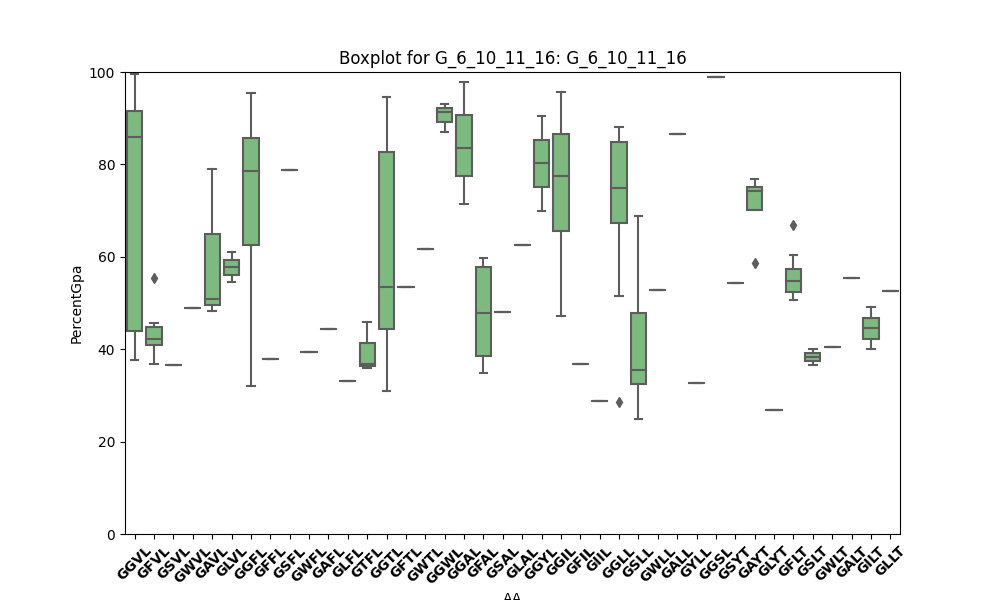 Boxplot for G_6_10_11_16: G_6_10_11_16
100
80
60
40
20
0
PercentGpa
GGVL GFVL GSVL GWVL GAVL GLVL GGFL GFFL GSFL GWFL GAFL GLFL GTFL GGTL GFTL GWTL GGWL GGAL GFAL GSAL GLAL GGYL GGIL GFIL GIIL GGLL GSLL GWLL GALL GYLL GGSL GSYT GAYT GLYT GFLT GSLT GWLT GALT GILT GLLT
AA